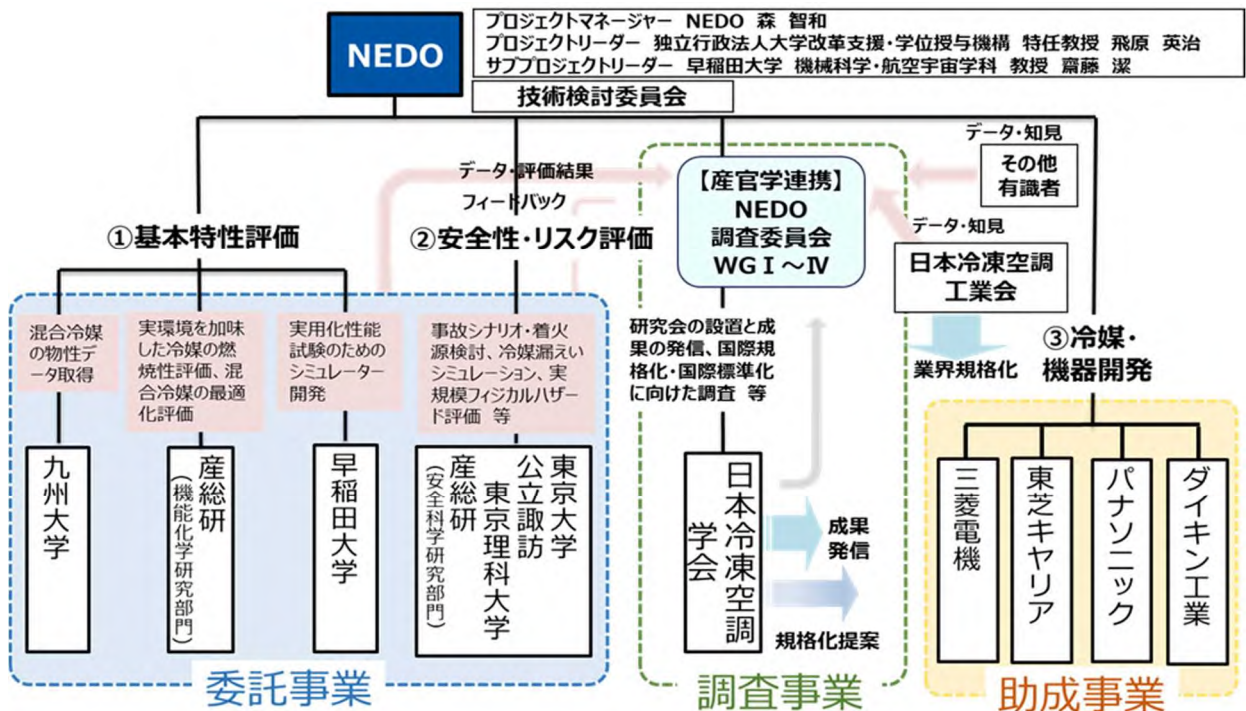 NEDO
プロジェクトマネージャー NEDO 森 智和
プロジェクトリーダー 独立行政法人大学改革支援・学位授与機構 特任教授 飛原 英治
サブプロジェクトリーダー 早稲田大学 機械科学・航空宇宙学科 教授 齋藤 潔
技術検討委員会
データ・評価結果
フィードバック
①基本特性評価
②安全性・リスク評価
【産官学連携】
NEDO
調査委員会
WGⅠ～Ⅳ
データ・知見
その他
有識者
データ・知見
日本冷凍空調
工業会
業界規格化
③冷媒・
機器開発
混合冷媒
の物性デ
ータ取得
実環境を加味
した冷媒の燃
焼性評価、混
合冷媒の最適
化評価
実用化性能
試験のための
シミュレーター
開発
事故シナリオ・着火
源検討、冷媒漏えい
シミュレーション、実
規模フィジカルハザー
ド評価 等
研究会の設置と成
果の発信、国際規
格化・国際標準化
に向けた調査 等
九州大学
産総研
(機能化学研究部門)
早稲田大学
東京大学
公立諏訪
東京理科大学
産総研
(安全科学研究部門)
日本冷凍空調
学会
成果
発信
規格化提案
三菱電機
東芝キヤリア
パナソニック
ダイキン工業
委託事業
調査事業
助成事業